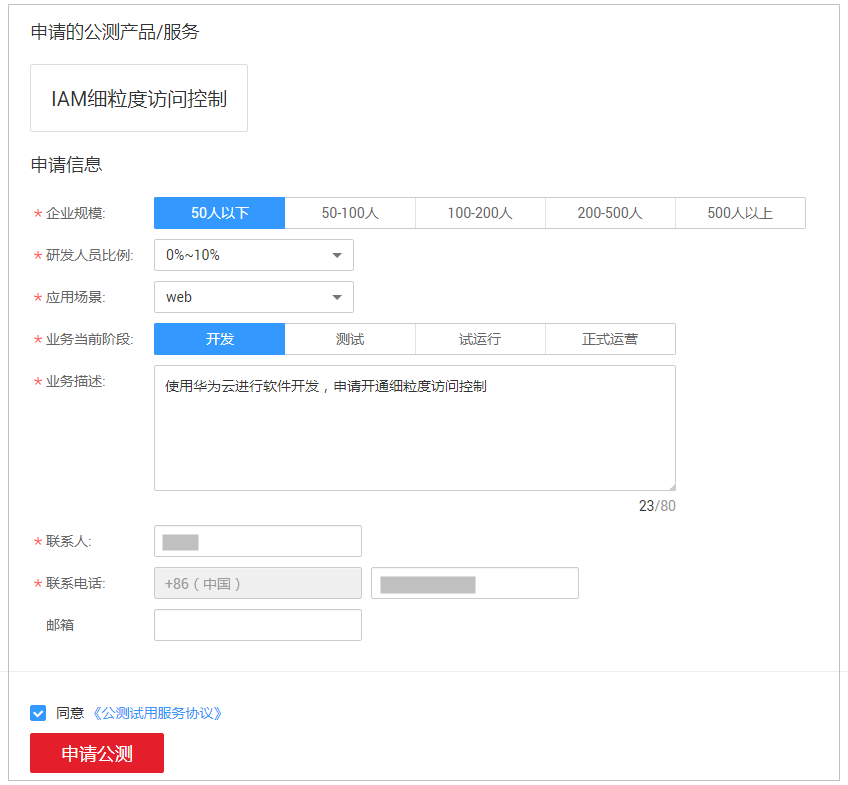 申请的公测产品/服务
IAM细粒度访问控制
申请信息
* 企业规模: 50人以下 50-100人 100-200人 200-500人 500人以上
* 研发人员比例: 0%~10%
* 应用场景: web
* 业务当前阶段: 开发 测试 试运行 正式运营
* 业务描述: 使用华为云进行软件开发，申请开通细粒度访问控制
23/80
* 联系人:
* 联系电话: +86（中国）
邮箱
同意 《公测试用服务协议》
申请公测